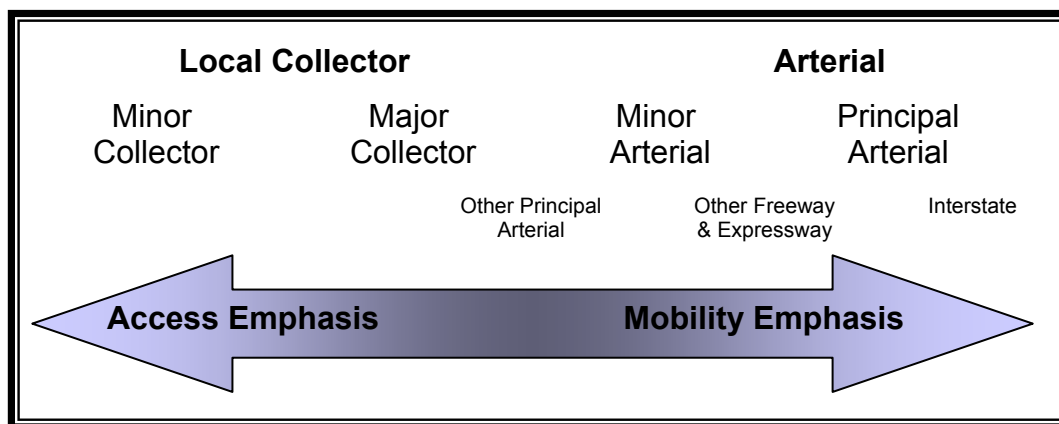 Local Collector Arterial
Minor Major Minor Principal
Collector Collector Arterial Arterial
Other Principal Other Freeway Interstate
Arterial & Expressway
Access Emphasis Mobility Emphasis